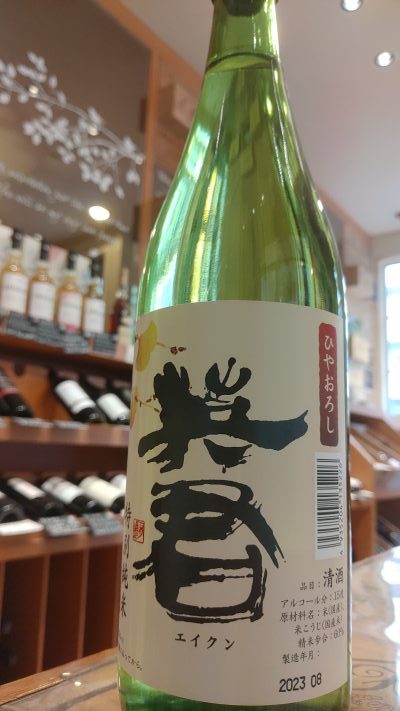 ひやおろし
英君
エイクン
特別純米
品目：清酒
アルコール分：15度
原材料名：米(国産)、
米こうじ(国産米)
精米歩合：60%
製造年月：
2023 08